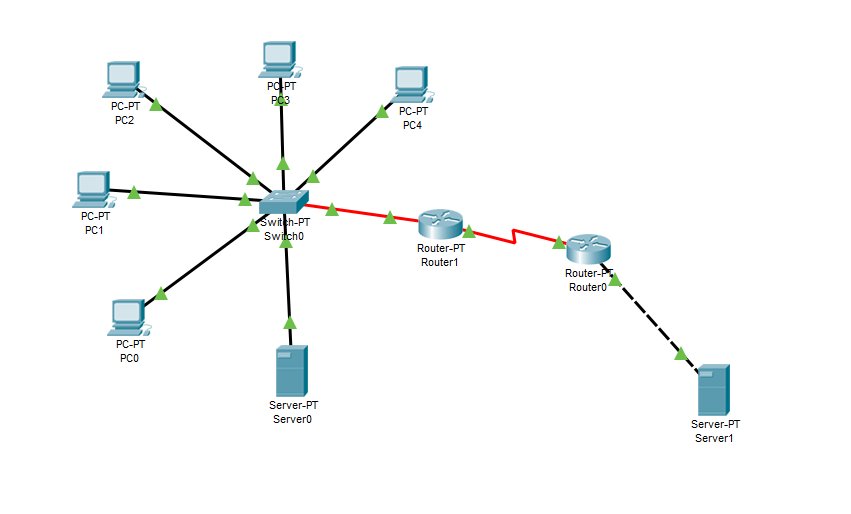 PC-PT
PC3
PC-PT
PC2
PC-PT
PC4
PC-PT
PC1
Switch-PT
Switch0
Router-PT
Router1
Router-PT
Router0
PC-PT
PC0
Server-PT
Server0
Server-PT
Server1